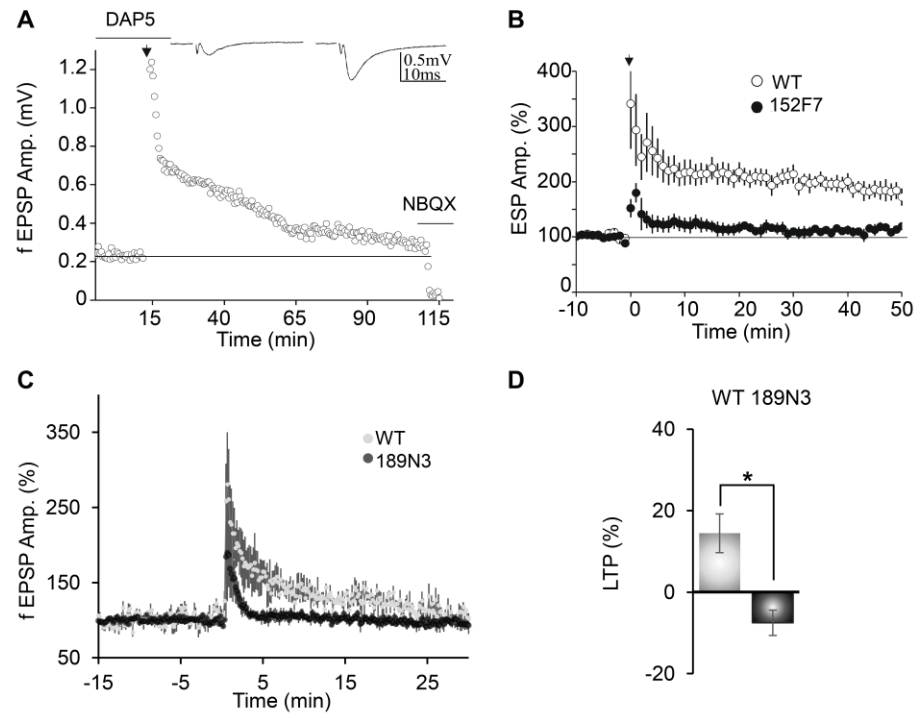 A
DAP5
0.5mV
10ms
1.2
1.0
0.8
0.6
0.4
0.2
0
f EPSP Amp. (mV)
NBQX
15 40 65 90 115
Time (min)
B
WT
152F7
400
300
200
100
0
ESP Amp. (%)
-10 0 10 20 30 40 50
Time (min)
C
WT
189N3
350
250
150
50
f EPSP Amp. (%)
-15 -5 5 15 25
Time (min)
D
WT 189N3
40
20
0
-20
LTP (%)
*